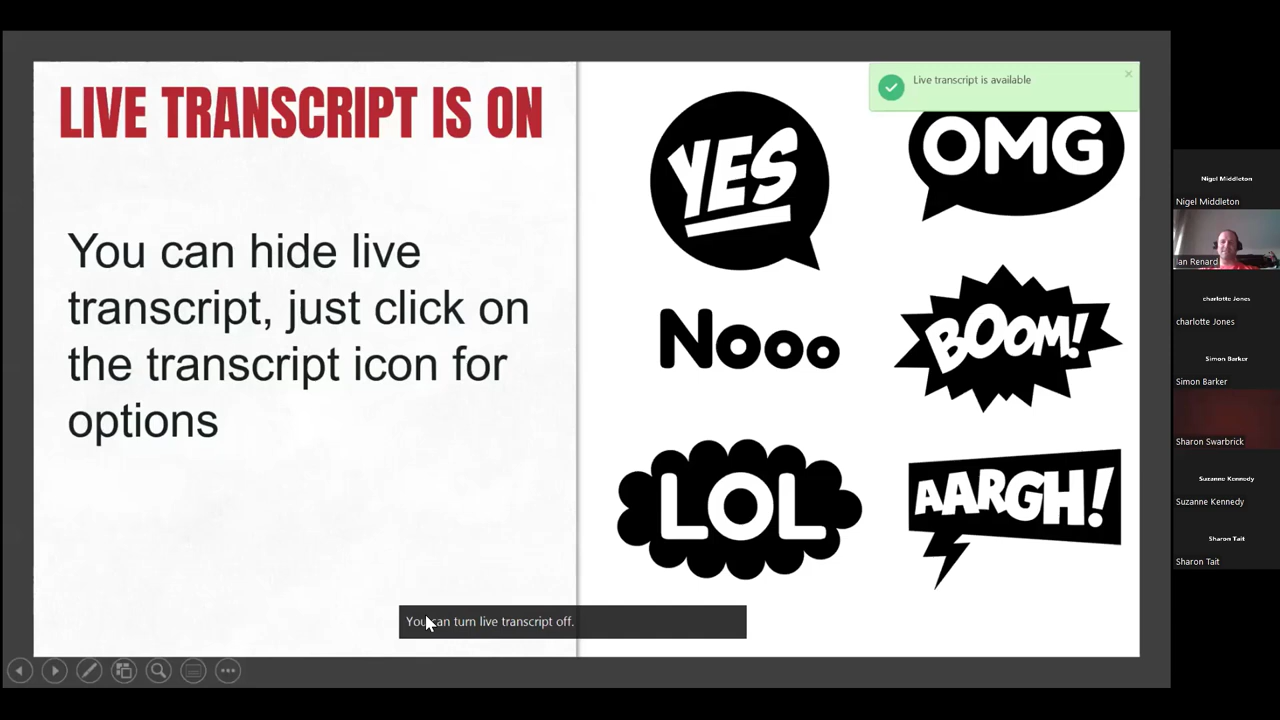 LIVE TRANSCRIPT IS ON
You can hide live
transcript, just click on
the transcript icon for
options
YES
OMG
Nooo
BOOM!
LOL
AARGH!
Live transcript is available
You can turn live transcript off.
Nigel Middleton
Nigel Middleton
Ian Renard
charlotte Jones
charlotte Jones
Simon Barker
Simon Barker
Sharon Swarbrick
Suzanne Kennedy
Suzanne Kennedy
Sharon Tait
Sharon Tait